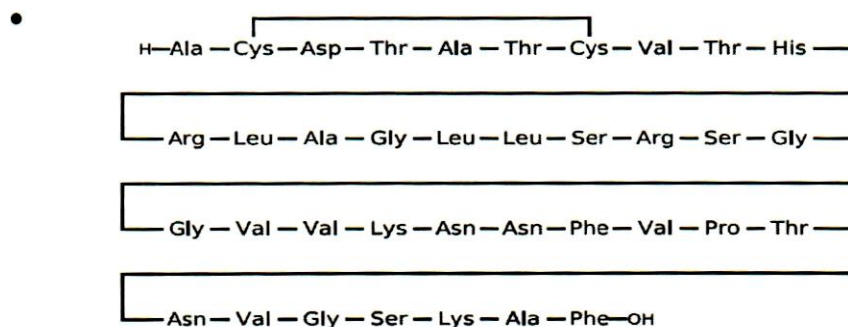 H—Ala — Cys — Asp — Thr — Ala — Thr — Cys — Val — Thr — His —
— Arg — Leu — Ala — Gly — Leu — Leu — Ser — Arg — Ser — Gly —
— Gly — Val — Val — Lys — Asn — Asn — Phe — Val — Pro — Thr —
— Asn — Val — Gly — Ser — Lys — Ala — Phe—OH